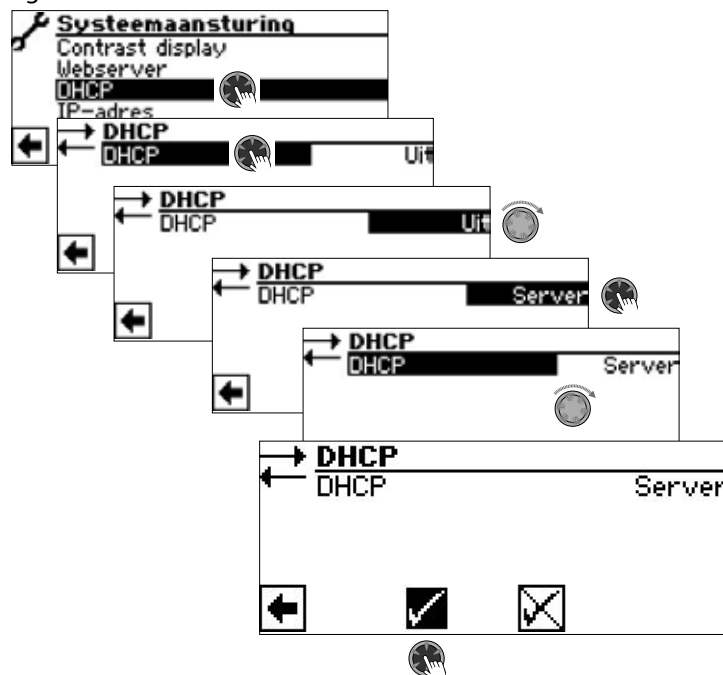 Systeemaansturing
Contrast display
Webserver
DHCP
IP-adres
DHCP
DHCP Uit
DHCP
DHCP Uit
DHCP
DHCP Server
DHCP
DHCP Server
DHCP
DHCP Server